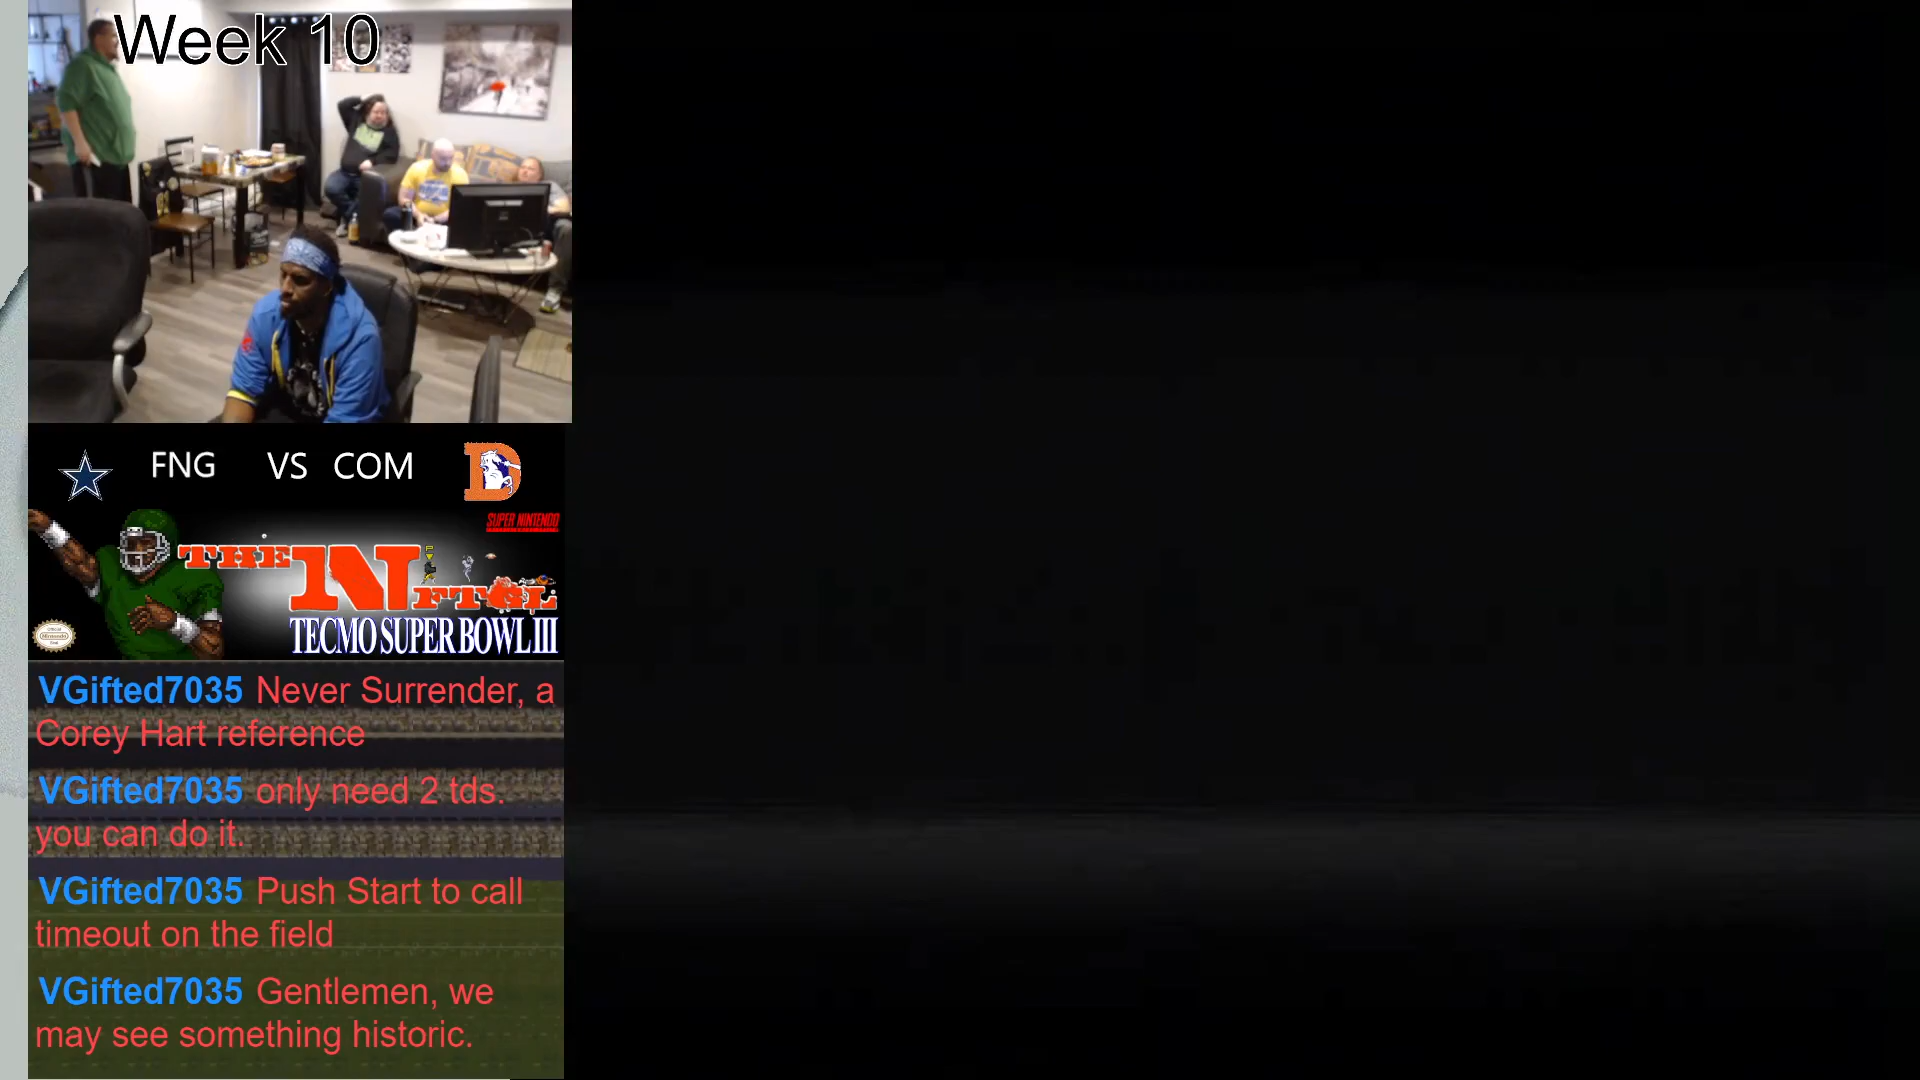 Week 10
FNG VS COM
SUPER NINTENDO
THE NFTGL
TECMO SUPER BOWL III
VGifted7035 Never Surrender, a
Corey Hart reference
VGifted7035 only need 2 tds.
you can do it.
VGifted7035 Push Start to call
timeout on the field
VGifted7035 Gentlemen, we
may see something historic.